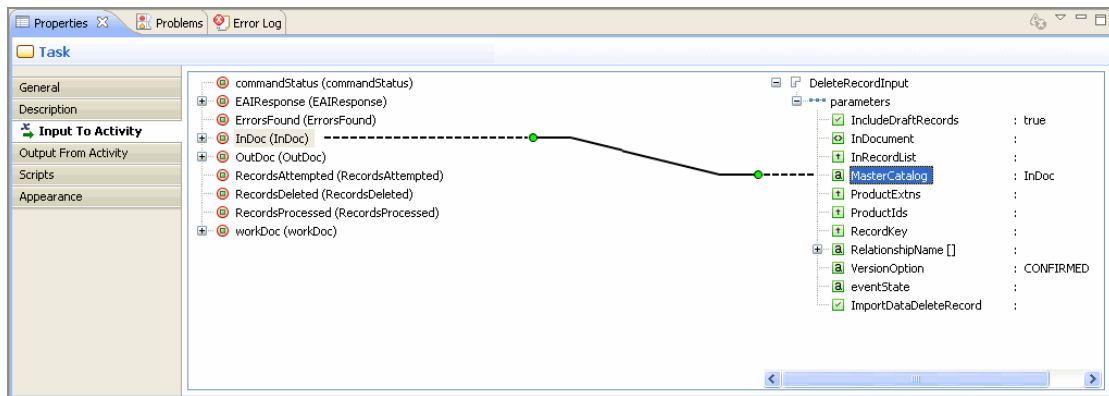 Properties Problems Error Log
Task
General
Description
Input To Activity
Output From Activity
Scripts
Appearance
commandStatus (commandStatus)
EAIResponse (EAIResponse)
ErrorsFound (ErrorsFound)
InDoc (InDoc)
OutDoc (OutDoc)
RecordsAttempted (RecordsAttempted)
RecordsDeleted (RecordsDeleted)
RecordsProcessed (RecordsProcessed)
workDoc (workDoc)
DeleteRecordInput
parameters
IncludeDraftRecords : true
InDocument :
InRecordList :
MasterCatalog : InDoc
ProductExtns :
ProductIds :
RecordKey :
RelationshipName [] :
VersionOption : CONFIRMED
eventState :
ImportDataDeleteRecord :